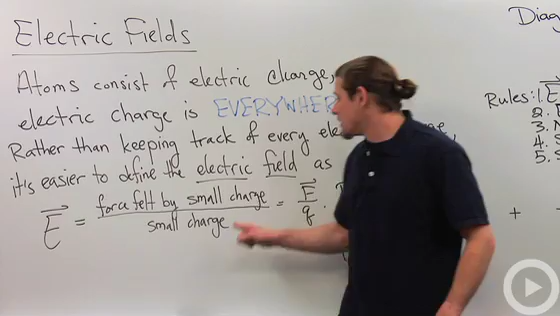 Electric Fields
Atoms consist of electric charge,
electric charge is EVERYWHER
Rather than keeping track of every ele
it's easier to define the electric field as
E = force felt by small charge / small charge = E / q .
Diag
Rules: 1. E
2.
3.
4.
5.
+